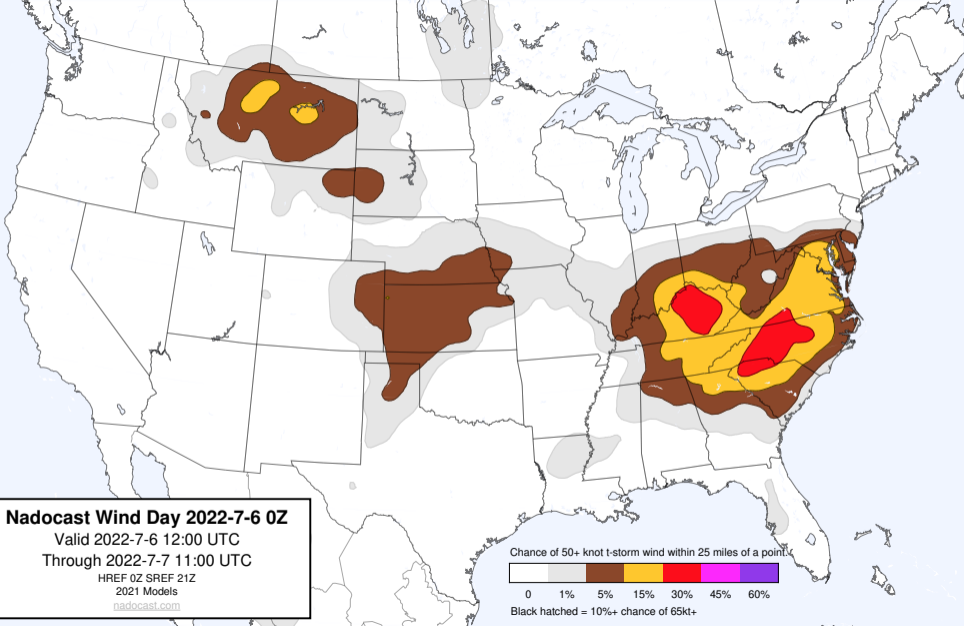 Nadocast Wind Day 2022-7-6 0Z
Valid 2022-7-6 12:00 UTC
Through 2022-7-7 11:00 UTC
HREF 0Z SREF 21Z
2021 Models
nadocast.com
Chance of 50+ knot t-storm wind within 25 miles of a point.
0 1% 5% 15% 30% 45% 60%
Black hatched = 10%+ chance of 65kt+